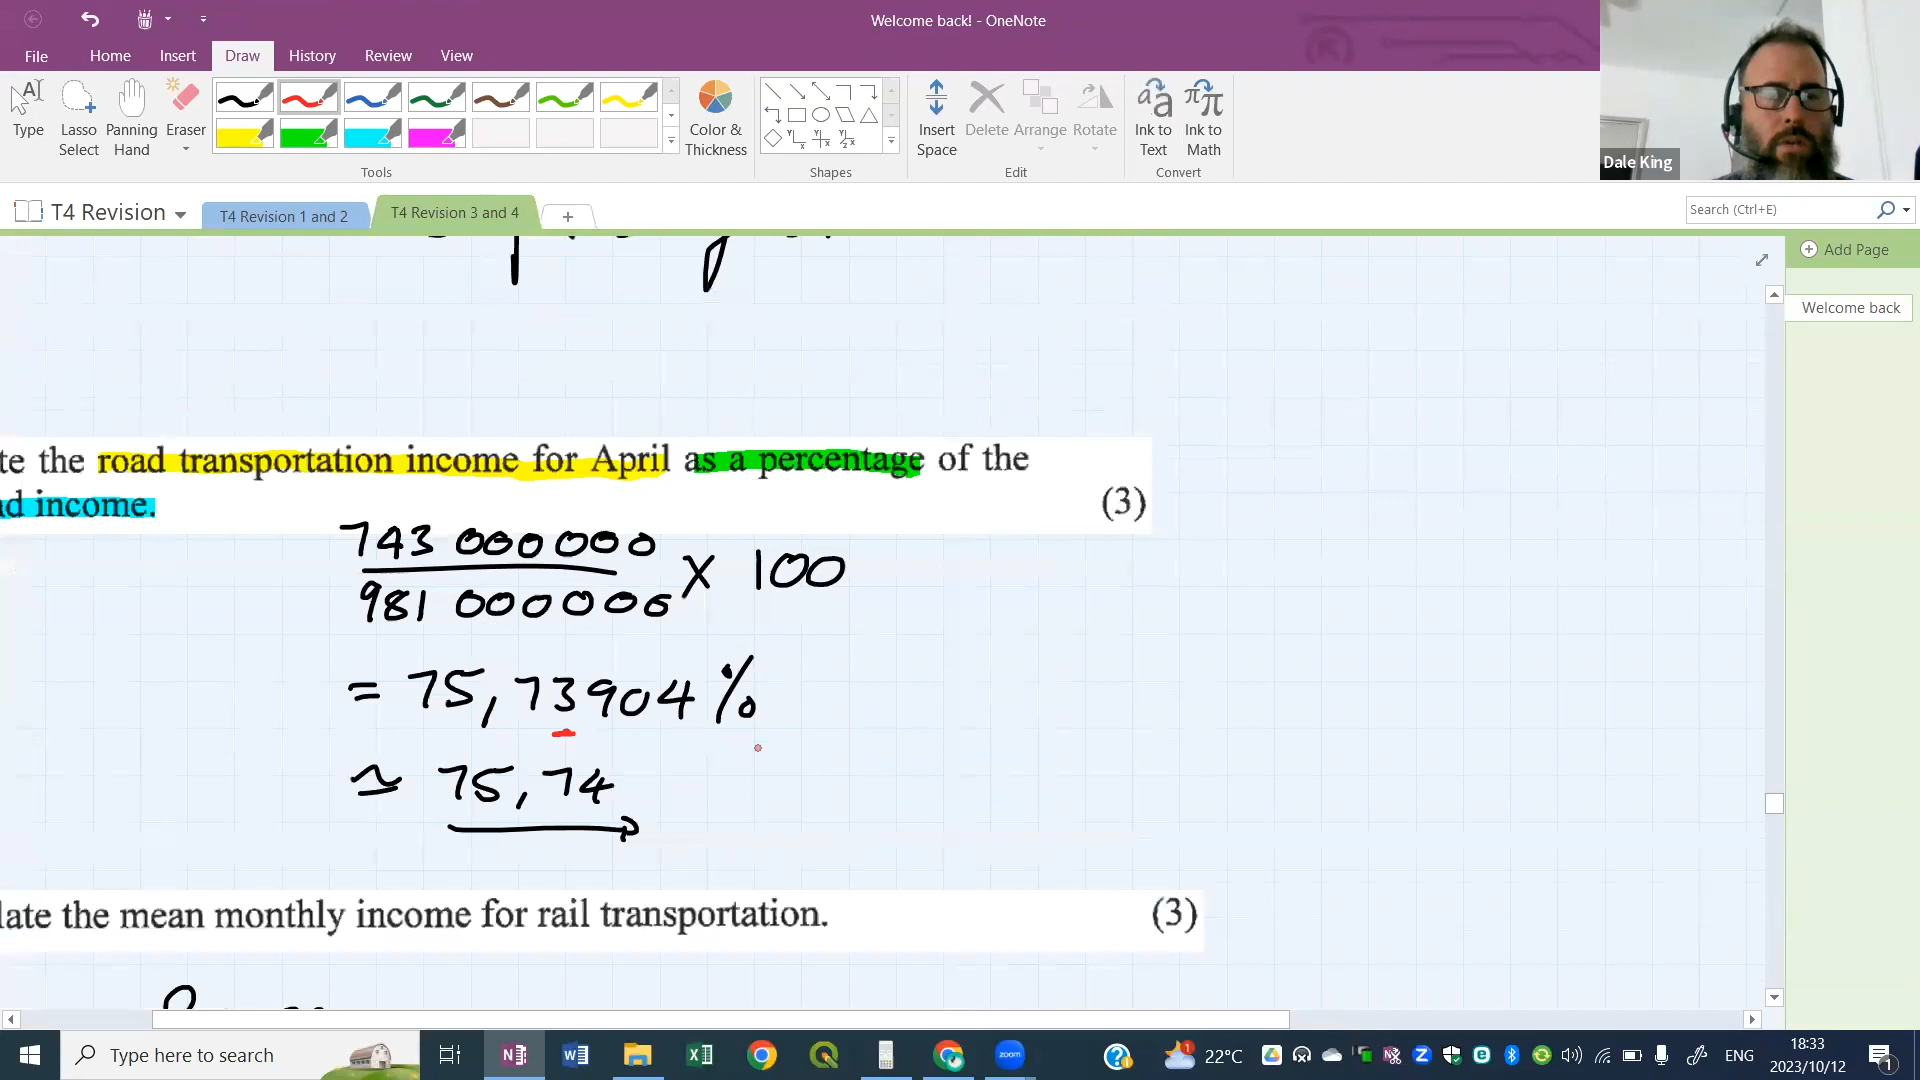 Welcome back! - OneNote
File Home Insert Draw History Review View
Type
Lasso Select
Panning Hand
Eraser
Color & Thickness
Insert Space
Delete
Arrange
Rotate
Ink to Text
Ink to Math
Tools
Shapes
Edit
Convert
Dale King
T4 Revision
T4 Revision 1 and 2
T4 Revision 3 and 4
Search (Ctrl+E)
Add Page
Welcome back
te the road transportation income for April as a percentage of the
d income.
(3)
743 000000
981 000000
x 100
= 75,73904 %
≃ 75,74
late the mean monthly income for rail transportation. (3)
Type here to search
22°C
ENG
18:33
2023/10/12